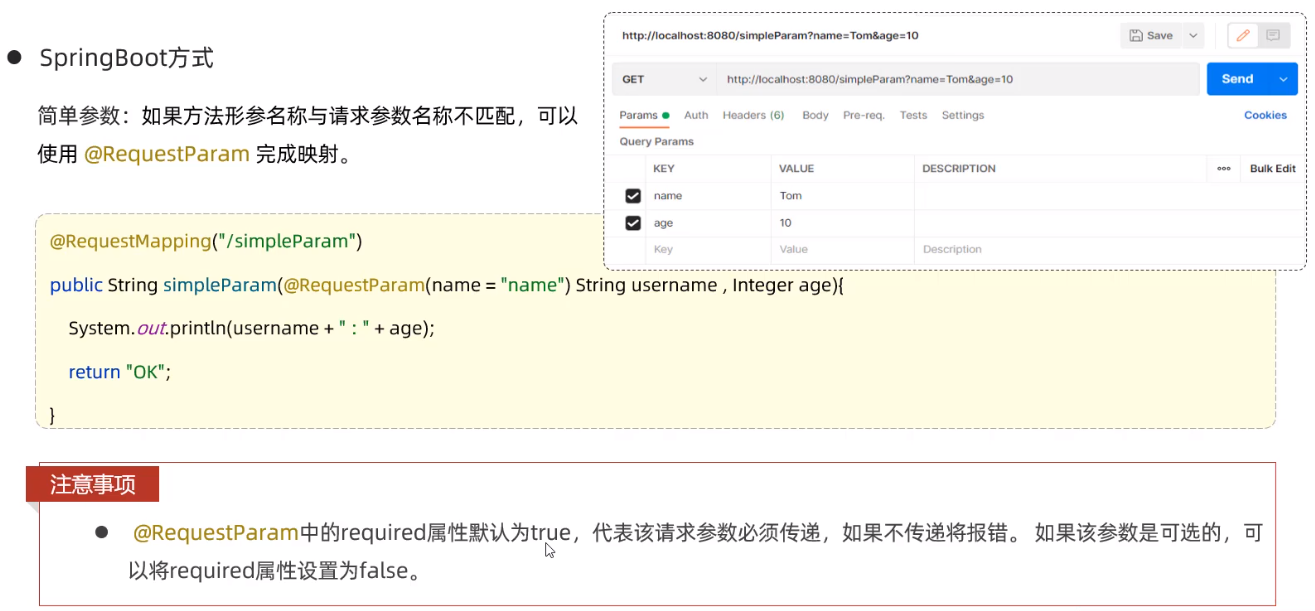 SpringBoot方式
简单参数：如果方法形参名称与请求参数名称不匹配，可以
使用 @RequestParam 完成映射。
http://localhost:8080/simpleParam?name=Tom&age=10
Save
GET
http://localhost:8080/simpleParam?name=Tom&age=10
Send
Params Auth Headers (6) Body Pre-req. Tests Settings Cookies
Query Params
KEY VALUE DESCRIPTION ooo Bulk Edit
name Tom
age 10
Key Value Description
@RequestMapping("/simpleParam")
public String simpleParam(@RequestParam(name = "name") String username , Integer age){
System.out.println(username + " : " + age);
return "OK";
}
注意事项
@RequestParam中的required属性默认为true，代表该请求参数必须传递，如果不传递将报错。 如果该参数是可选的，可
以将required属性设置为false。